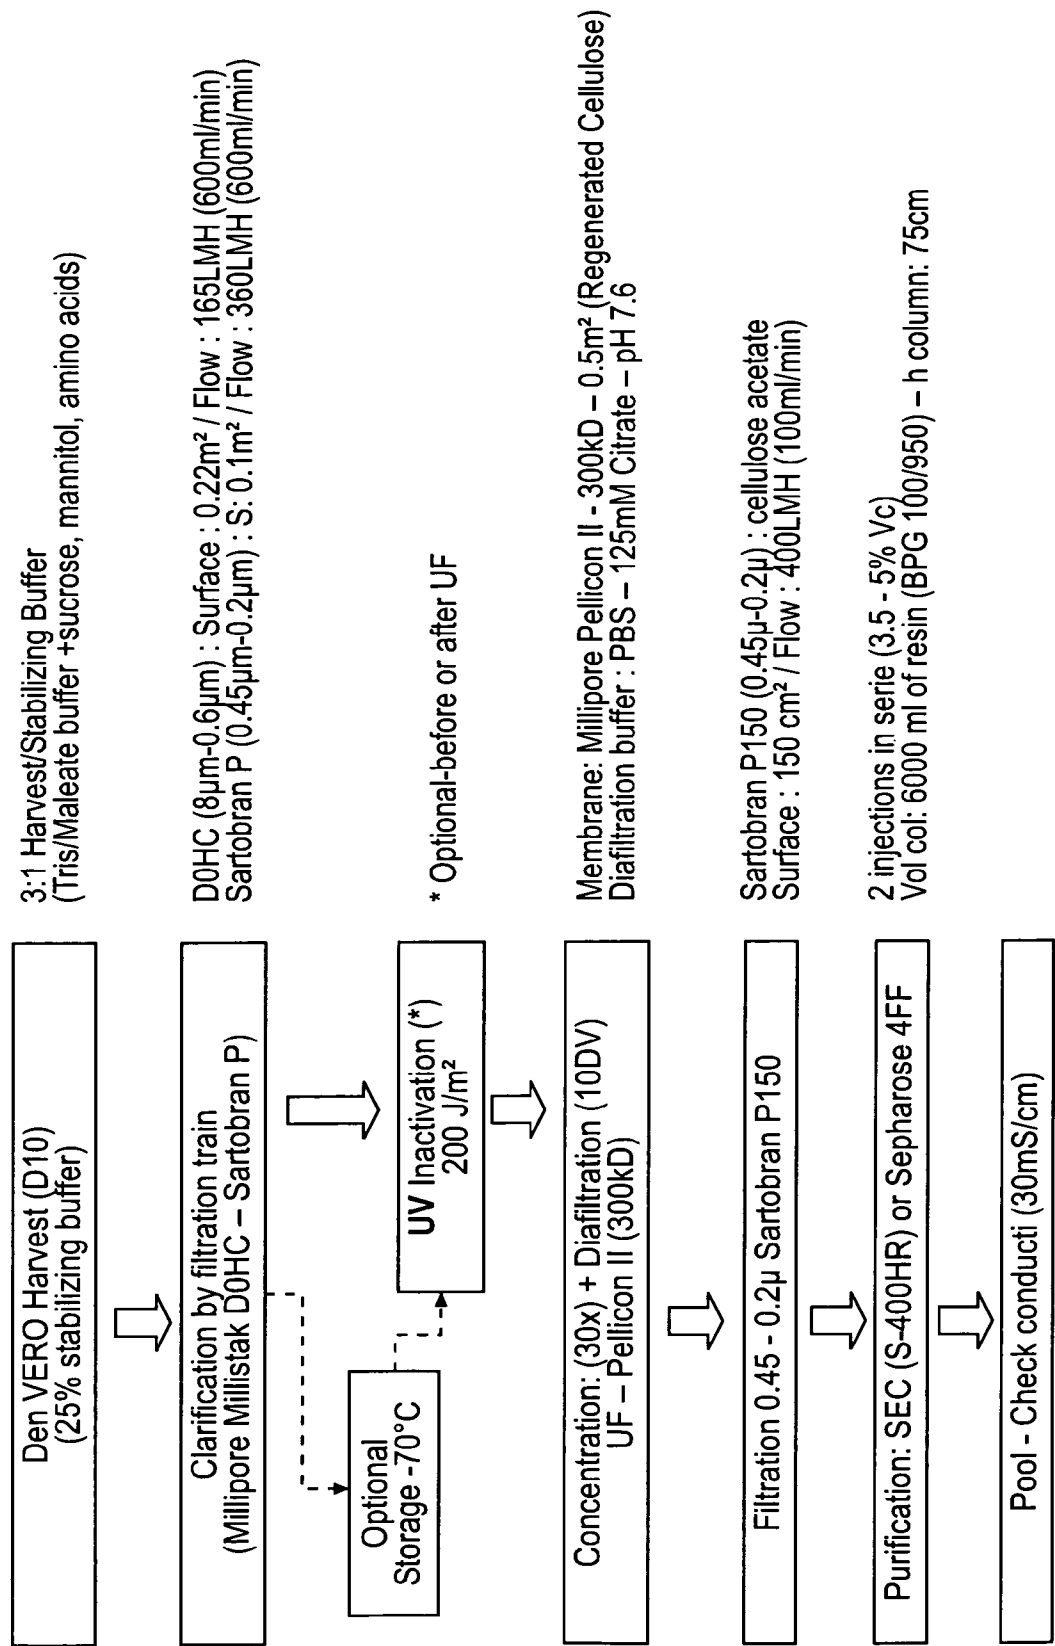 Den VERO Harvest (D10)
(25% stabilizing buffer)
3:1 Harvest/Stabilizing Buffer
(Tris/Maleate buffer +sucrose, mannitol, amino acids)
Clarification by filtration train
(Millipore Millistak D0HC – Sartobran P)
D0HC (8µm-0.6µm) : Surface : 0.22m² / Flow : 165LMH (600ml/min)
Sartobran P (0.45µm-0.2µm) : S: 0.1m² / Flow : 360LMH (600ml/min)
Optional
Storage -70°C
UV Inactivation (*)
200 J/m²
* Optional-before or after UF
Concentration: (30x) + Diafiltration (10DV)
UF – Pellicon II (300kD)
Membrane: Millipore Pellicon II - 300kD – 0.5m² (Regenerated Cellulose)
Diafiltration buffer : PBS – 125mM Citrate – pH 7.6
Filtration 0.45 - 0.2µ Sartobran P150
Sartobran P150 (0.45µ-0.2µ) : cellulose acetate
Surface : 150 cm² / Flow : 400LMH (100ml/min)
Purification: SEC (S-400HR) or Sepharose 4FF
2 injections in serie (3.5 - 5% Vc)
Vol col: 6000 ml of resin (BPG 100/950) – h column: 75cm
Pool - Check conducti (30mS/cm)